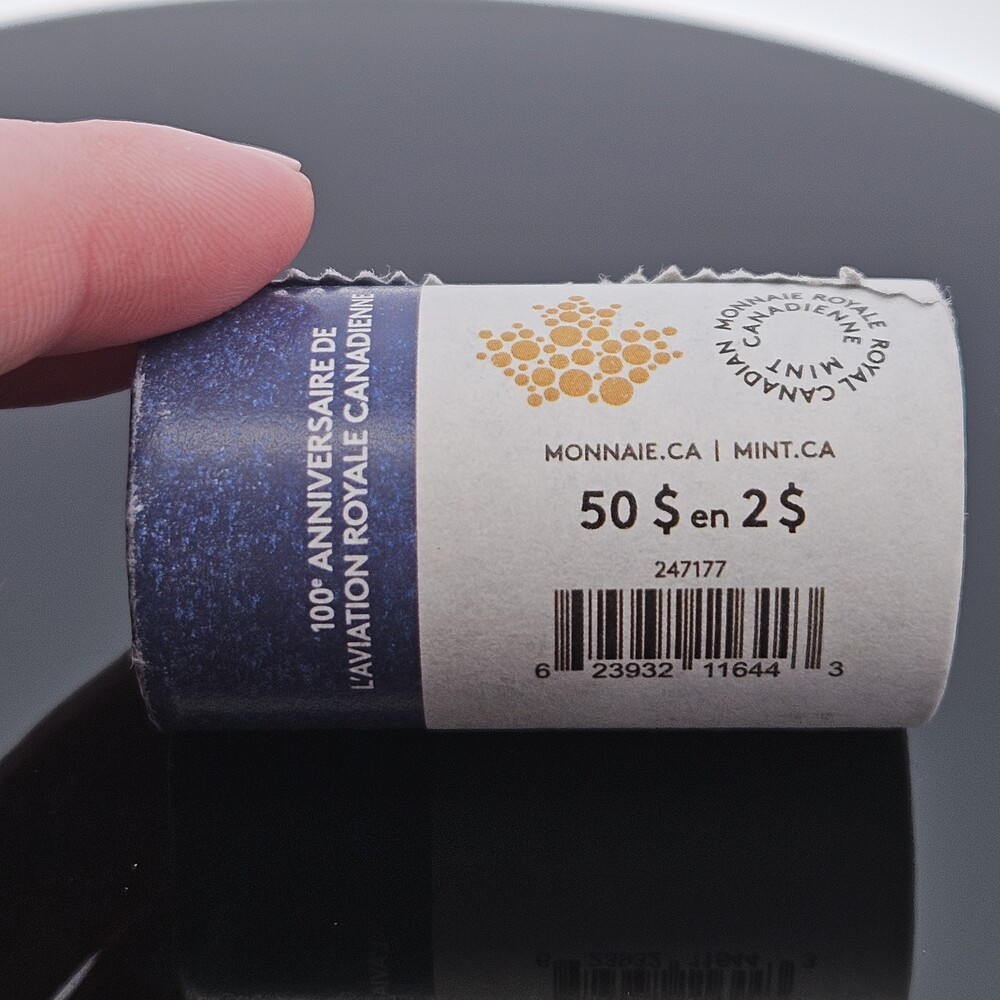 100e ANNIVERSAIRE DE
L'AVIATION ROYALE CANADIENNE
MONNAIE ROYALE CANADIENNE
ROYAL CANADIAN MINT
MONNAIE.CA | MINT.CA
50 $ en 2 $
247177
6 23932 11644 3